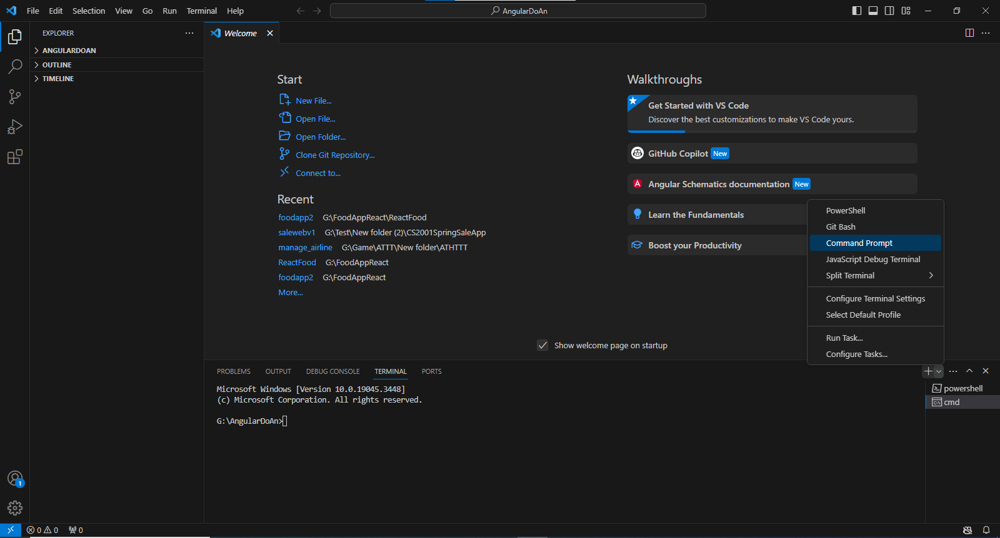 File Edit Selection View Go Run Terminal Help
AngularDoAn
EXPLORER
ANGULARDOAN
OUTLINE
TIMELINE
Welcome
Start
New File...
Open File...
Open Folder...
Clone Git Repository...
Connect to...
Recent
foodapp2 G:\FoodAppReact\ReactFood
salewebv1 G:\Test\New folder (2)\CS2001SpringSaleApp
manage_airline G:\Game\ATTT\New folder\ATHTTT
ReactFood G:\FoodAppReact
foodapp2 G:\FoodAppReact
More...
Walkthroughs
Get Started with VS Code
Discover the best customizations to make VS Code yours.
GitHub Copilot New
Angular Schematics documentation New
Learn the Fundamentals
Boost your Productivity
Show welcome page on startup
PowerShell
Git Bash
Command Prompt
JavaScript Debug Terminal
Split Terminal
Configure Terminal Settings
Select Default Profile
Run Task...
Configure Tasks...
PROBLEMS OUTPUT DEBUG CONSOLE TERMINAL PORTS
Microsoft Windows [Version 10.0.19045.3448]
(c) Microsoft Corporation. All rights reserved.
G:\AngularDoAn>
powershell
cmd
1
0 0 0